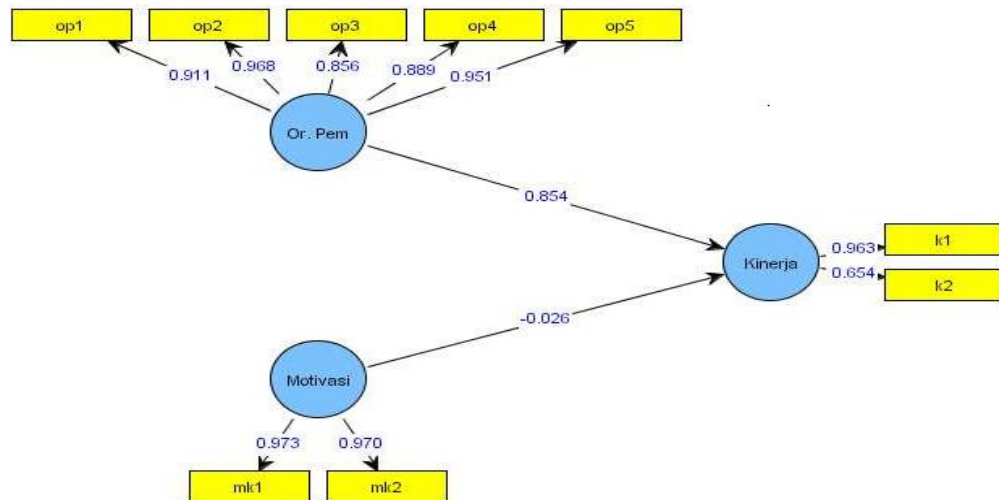 op1 op2 op3 op4 op5
0.911 0.968 0.856 0.889 0.951
Or. Pem
0.854
k1
0.963
Kinerja
0.654
k2
-0.026
Motivasi
0.973 0.970
mk1 mk2